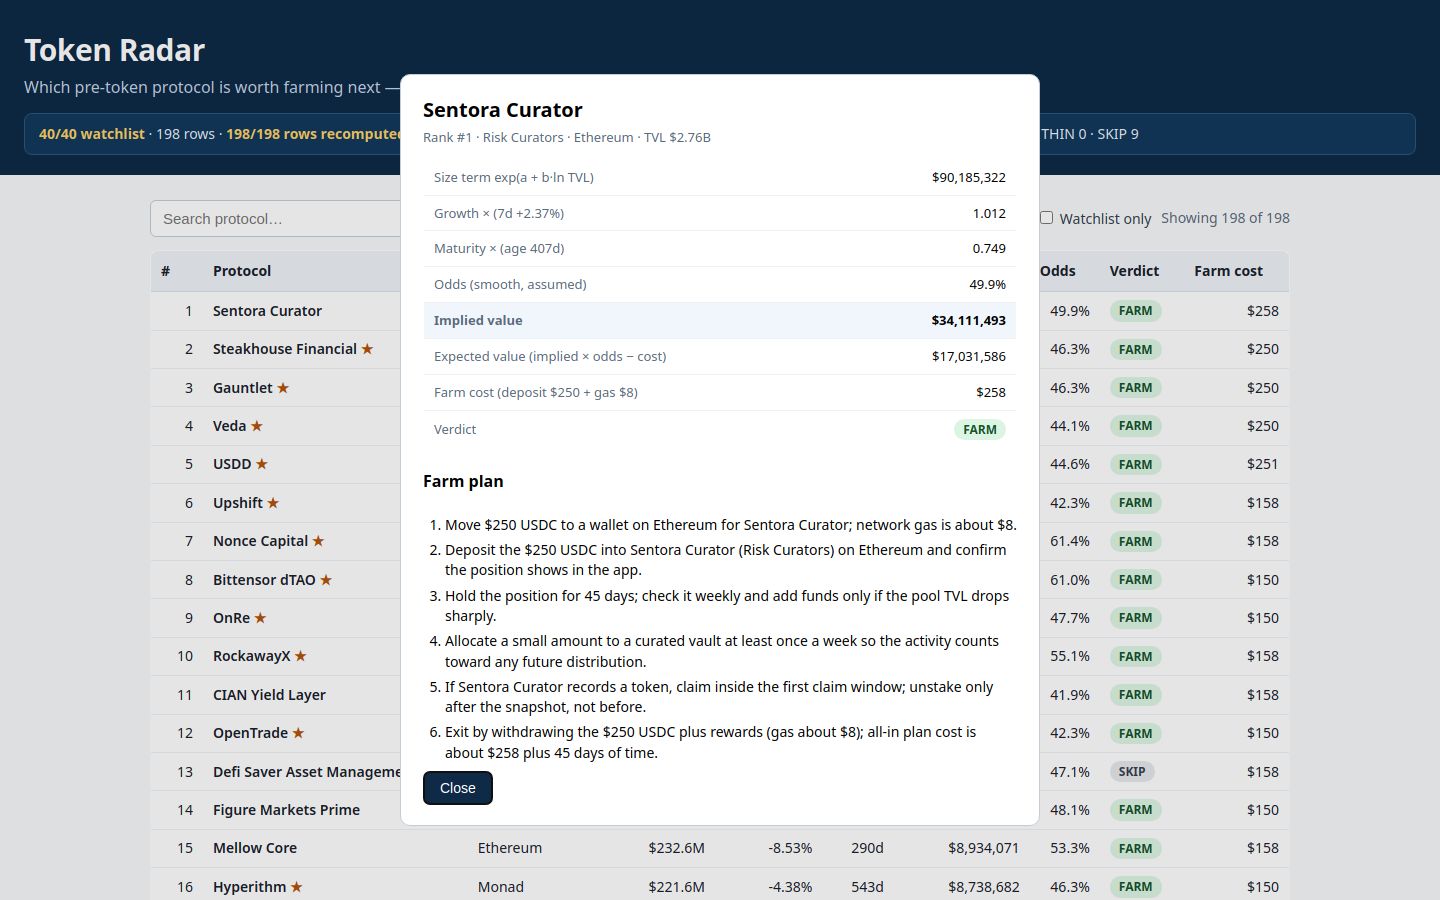 Token Radar
Which pre-token protocol is worth farming next —
40/40 watchlist · 198 rows · 198/198 rows recomputed
THIN 0 · SKIP 9
Search protocol…
Watchlist only Showing 198 of 198
# Protocol Odds Verdict Farm cost
1 Sentora Curator 49.9% FARM $258
2 Steakhouse Financial ★ 46.3% FARM $250
3 Gauntlet ★ 46.3% FARM $250
4 Veda ★ 44.1% FARM $250
5 USDD ★ 44.6% FARM $251
6 Upshift ★ 42.3% FARM $158
7 Nonce Capital ★ 61.4% FARM $158
8 Bittensor dTAO ★ 61.0% FARM $150
9 OnRe ★ 47.7% FARM $150
10 RockawayX ★ 55.1% FARM $158
11 CIAN Yield Layer 41.9% FARM $158
12 OpenTrade ★ 42.3% FARM $150
13 Defi Saver Asset Manageme 47.1% SKIP $158
14 Figure Markets Prime 48.1% FARM $150
15 Mellow Core Ethereum $232.6M -8.53% 290d $8,934,071 53.3% FARM $158
16 Hyperithm ★ Monad $221.6M -4.38% 543d $8,738,682 46.3% FARM $150
Sentora Curator
Rank #1 · Risk Curators · Ethereum · TVL $2.76B
Size term exp(a + b·ln TVL) $90,185,322
Growth × (7d +2.37%) 1.012
Maturity × (age 407d) 0.749
Odds (smooth, assumed) 49.9%
Implied value $34,111,493
Expected value (implied × odds − cost) $17,031,586
Farm cost (deposit $250 + gas $8) $258
Verdict FARM
Farm plan
1. Move $250 USDC to a wallet on Ethereum for Sentora Curator; network gas is about $8.
2. Deposit the $250 USDC into Sentora Curator (Risk Curators) on Ethereum and confirm
the position shows in the app.
3. Hold the position for 45 days; check it weekly and add funds only if the pool TVL drops
sharply.
4. Allocate a small amount to a curated vault at least once a week so the activity counts
toward any future distribution.
5. If Sentora Curator records a token, claim inside the first claim window; unstake only
after the snapshot, not before.
6. Exit by withdrawing the $250 USDC plus rewards (gas about $8); all-in plan cost is
about $258 plus 45 days of time.
Close